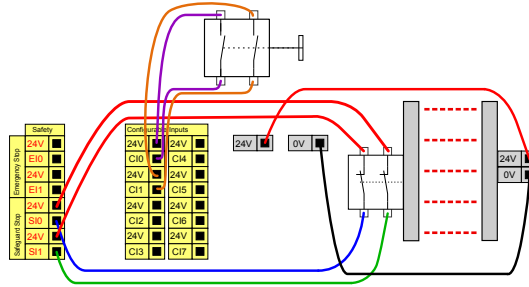 Safety
Emergency Stop
24V
EI0
24V
EI1
Safeguard Stop
24V
SI0
24V
SI1
Configurable Inputs
24V 24V
CI0 CI4
24V 24V
CI1 CI5
24V 24V
CI2 CI6
24V 24V
CI3 CI7
24V
0V
24V
0V